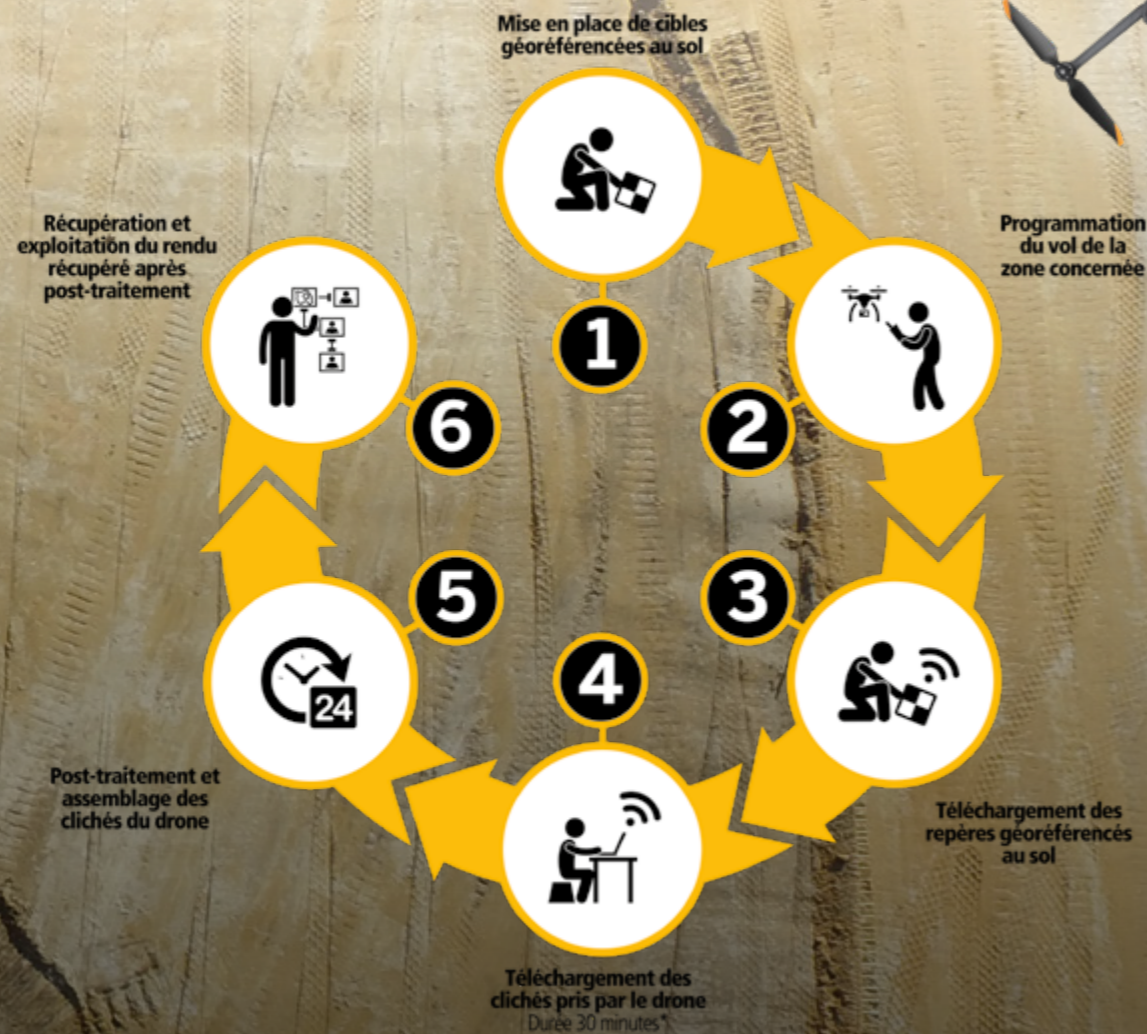 Mise en place de cibles
géoréférencées au sol
1
Programmation
du vol de la
zone concernée
2
3
Téléchargement des
repères géoréférencés
au sol
4
Téléchargement des
clichés pris par le drone
Durée 30 minutes*
5
24
Post-traitement et
assemblage des
clichés du drone
6
Récupération et
exploitation du rendu
récupéré après
post-traitement